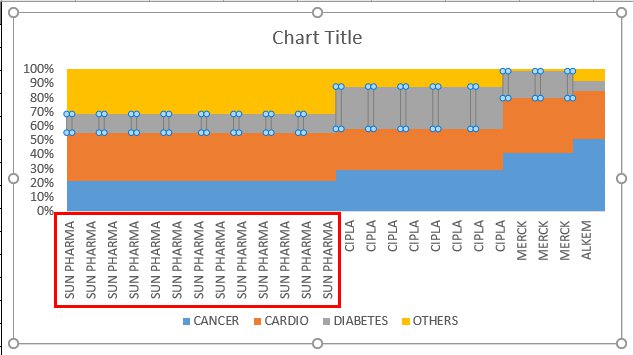 Chart Title
100%
90%
80%
70%
60%
50%
40%
30%
20%
10%
0%
SUN PHARMA
SUN PHARMA
SUN PHARMA
SUN PHARMA
SUN PHARMA
SUN PHARMA
SUN PHARMA
SUN PHARMA
SUN PHARMA
SUN PHARMA
SUN PHARMA
SUN PHARMA
SUN PHARMA
CIPLA
CIPLA
CIPLA
CIPLA
CIPLA
CIPLA
CIPLA
CIPLA
MERCK
MERCK
MERCK
ALKEM
CANCER CARDIO DIABETES OTHERS